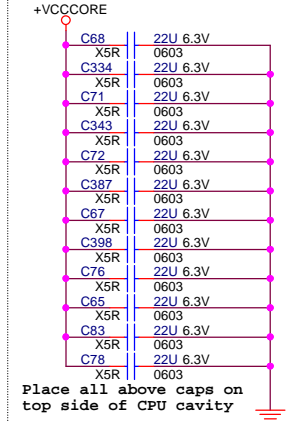 +VCCCORE
C68 22U 6.3V
X5R 0603
C334 22U 6.3V
X5R 0603
C71 22U 6.3V
X5R 0603
C343 22U 6.3V
X5R 0603
C72 22U 6.3V
X5R 0603
C387 22U 6.3V
X5R 0603
C67 22U 6.3V
X5R 0603
C398 22U 6.3V
X5R 0603
C76 22U 6.3V
X5R 0603
C65 22U 6.3V
X5R 0603
C83 22U 6.3V
X5R 0603
C78 22U 6.3V
X5R 0603
Place all above caps on
top side of CPU cavity